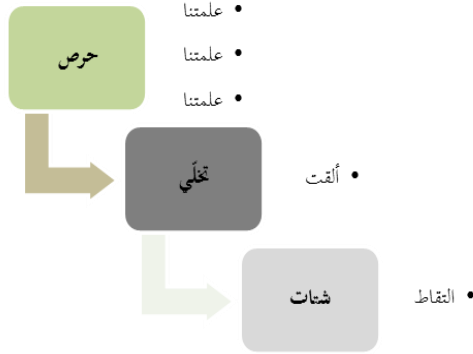 علمتنا
حرص
علمتنا
علمتنا
تخلّي
ألقت
شتات
التقاط